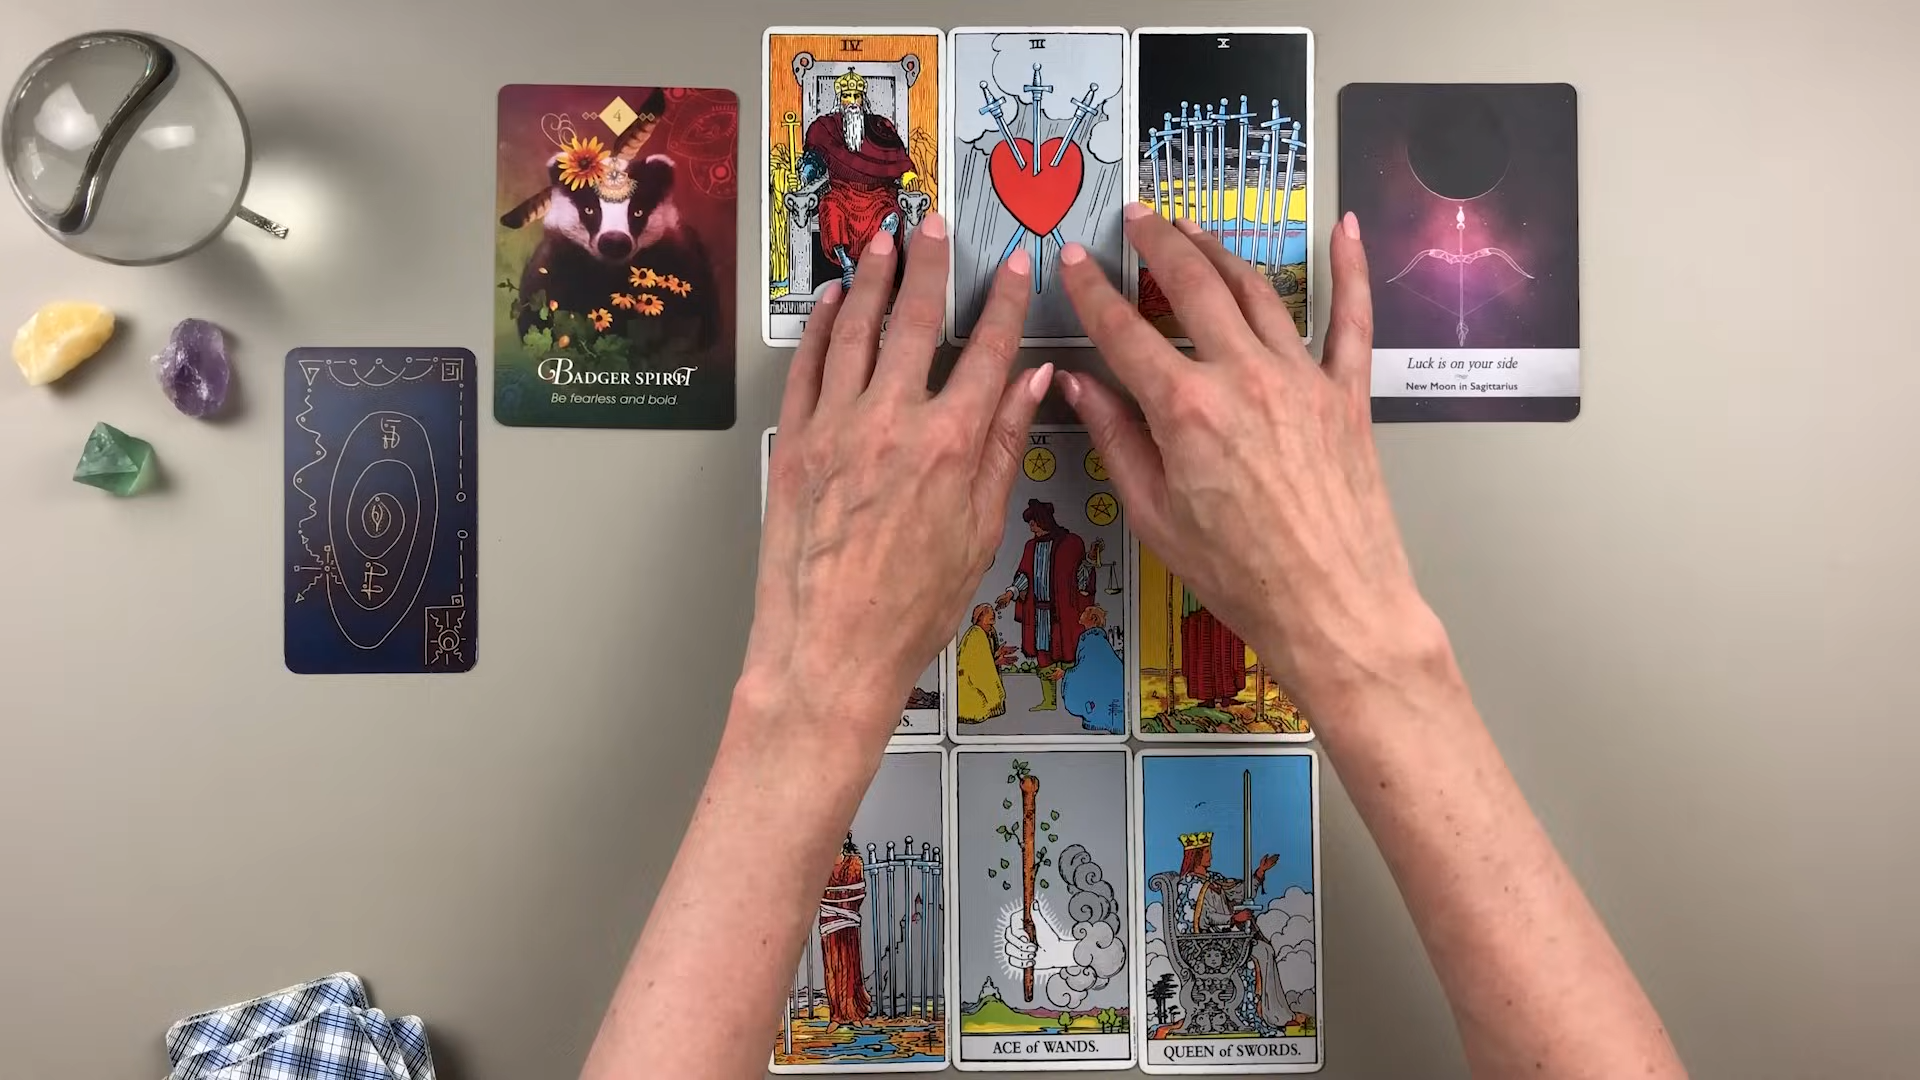 IV
III
X
4
BADGER SPIRIT
Be fearless and bold.
Luck is on your side
New Moon in Sagittarius
VI
ACE of WANDS.
QUEEN of SWORDS.